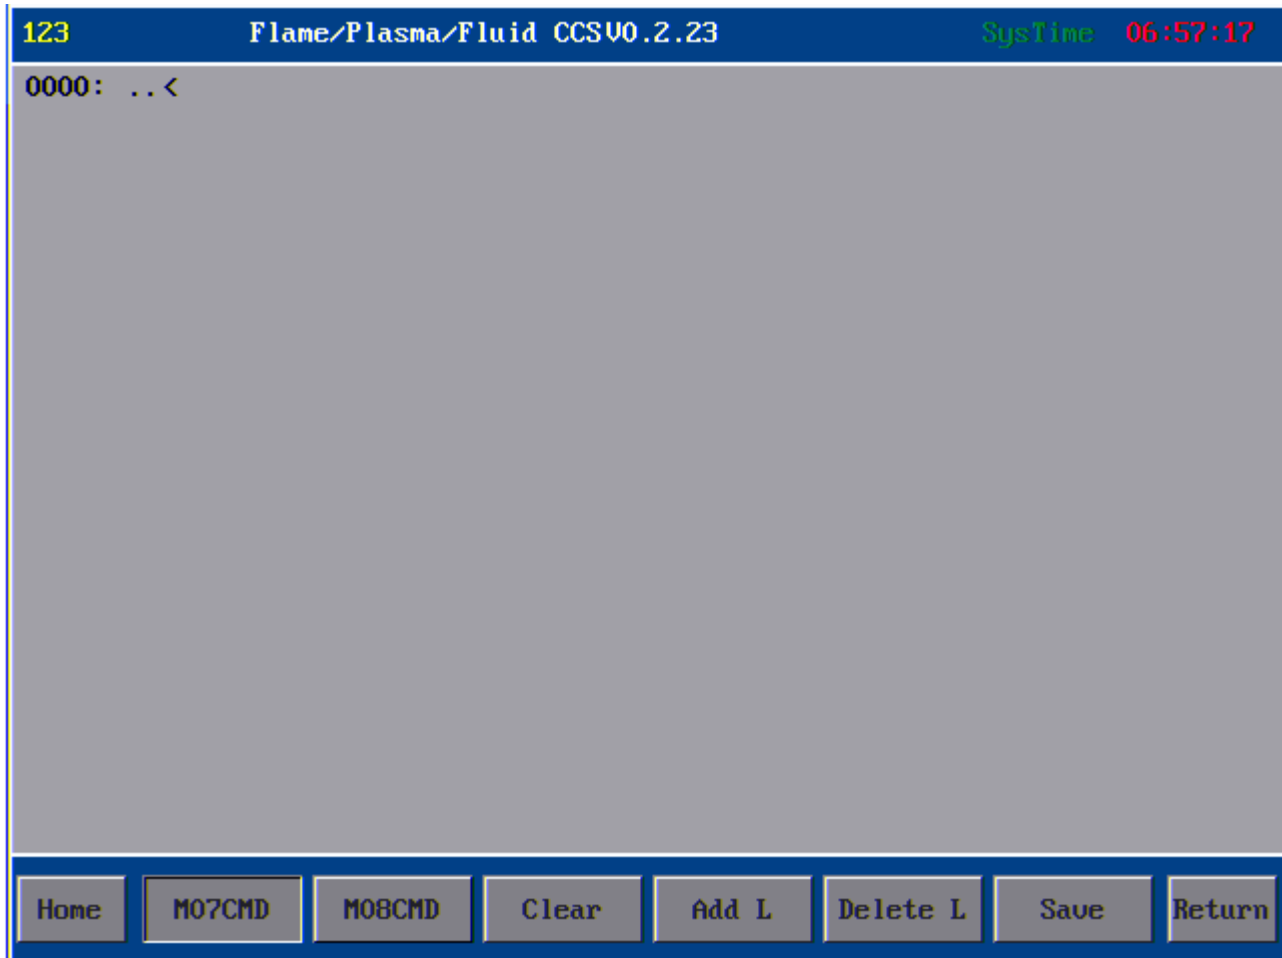 123 Flame/Plasma/Fluid CCSV0.2.23 SysTime 06:57:17
0000: ..<
Home M07CMD M08CMD Clear Add L Delete L Save Return